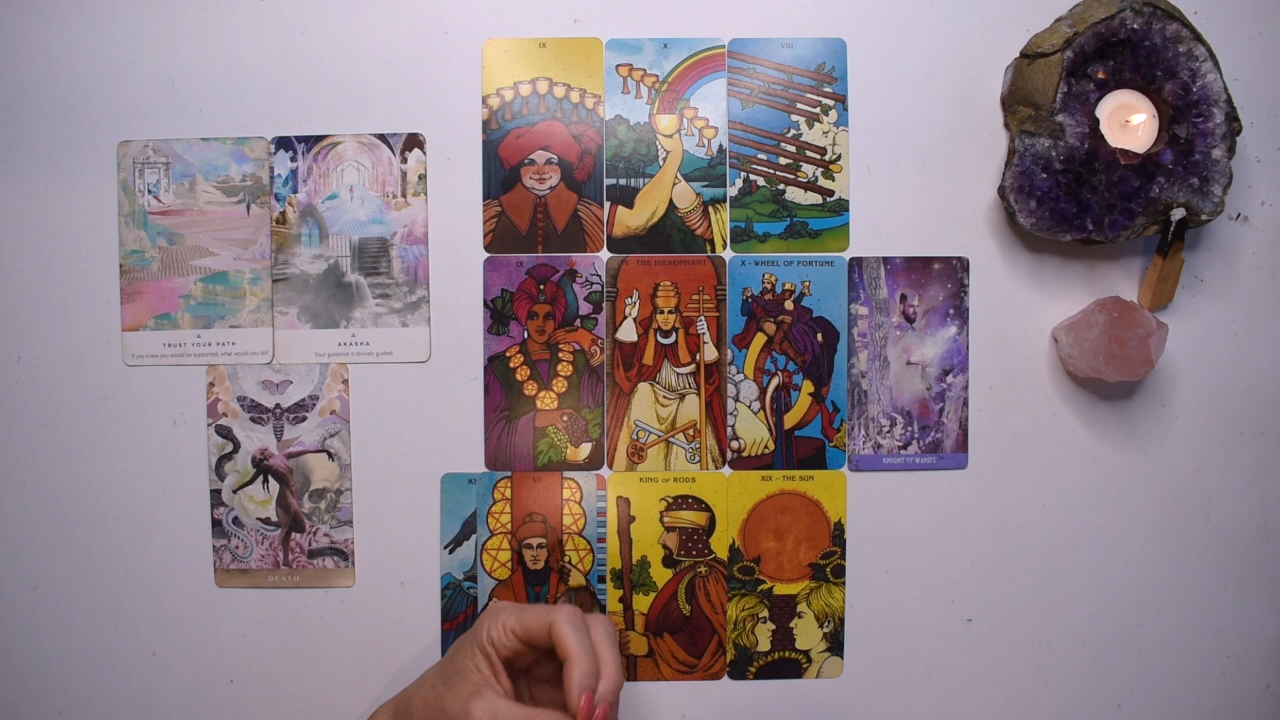 IX
X
VIII
TRUST YOUR PATH
If you knew you would be supported, what would you do?
AKASHA
Your guidance is divinely guided.
IX
V - THE HIEROPHANT
X - WHEEL OF FORTUNE
KNIGHT OF WANDS
DEATH
KN
VI
KING OF RODS
XIX - THE SUN